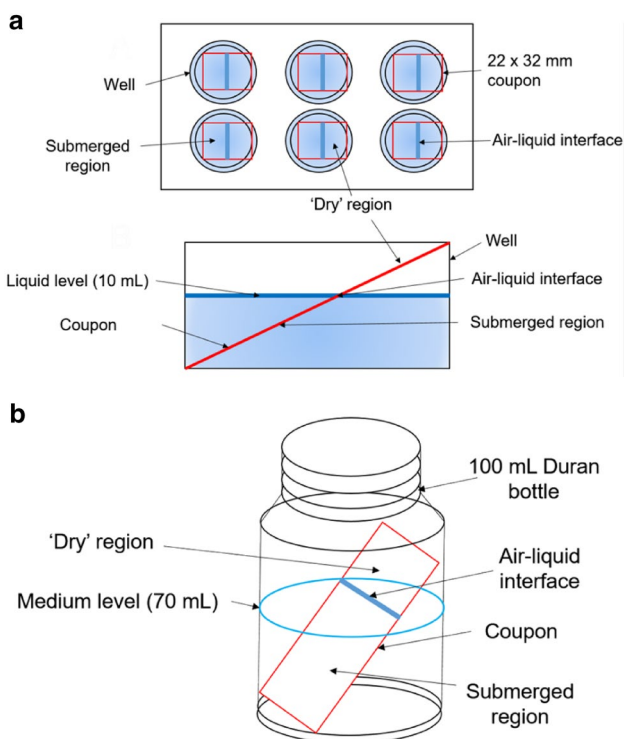 a
22 x 32 mm
coupon
Well
Submerged
region
Air-liquid interface
'Dry' region
Well
Liquid level (10 mL)
Air-liquid interface
Coupon
Submerged region
b
100 mL Duran
bottle
'Dry' region
Air-liquid
interface
Medium level (70 mL)
Coupon
Submerged
region